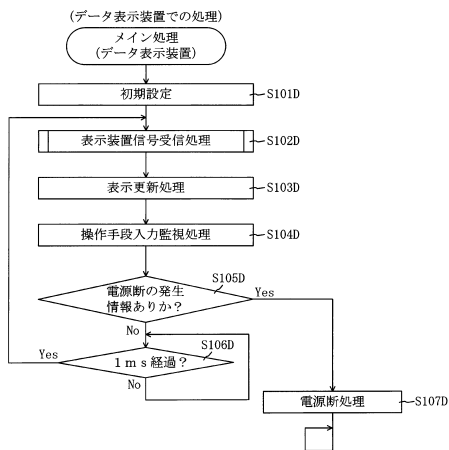 (データ表示装置での処理)
メイン処理
(データ表示装置)
初期設定
S101D
表示装置信号受信処理
S102D
表示更新処理
S103D
操作手段入力監視処理
S104D
S105D
電源断の発生
情報ありか?
Yes
No
S106D
Yes
1ms経過?
No
電源断処理
S107D